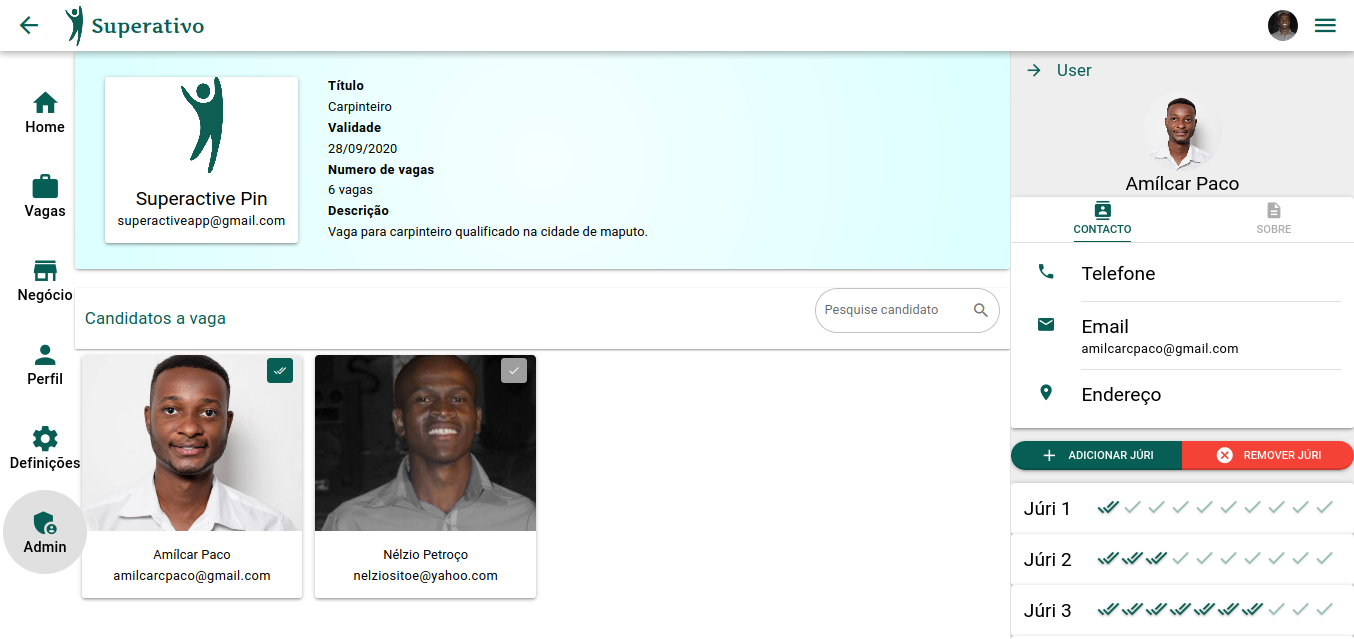 Superativo
Home
Vagas
Negócio
Perfil
Definições
Admin
Superactive Pin
superactiveapp@gmail.com
Título
Carpinteiro
Validade
28/09/2020
Numero de vagas
6 vagas
Descrição
Vaga para carpinteiro qualificado na cidade de maputo.
Candidatos a vaga
Pesquise candidato
Amílcar Paco
amilcarcpaco@gmail.com
Nélzio Petroço
nelziositoe@yahoo.com
User
Amílcar Paco
CONTACTO
SOBRE
Telefone
Email
amilcarcpaco@gmail.com
Endereço
ADICIONAR JÚRI
REMOVER JÚRI
Júri 1
Júri 2
Júri 3